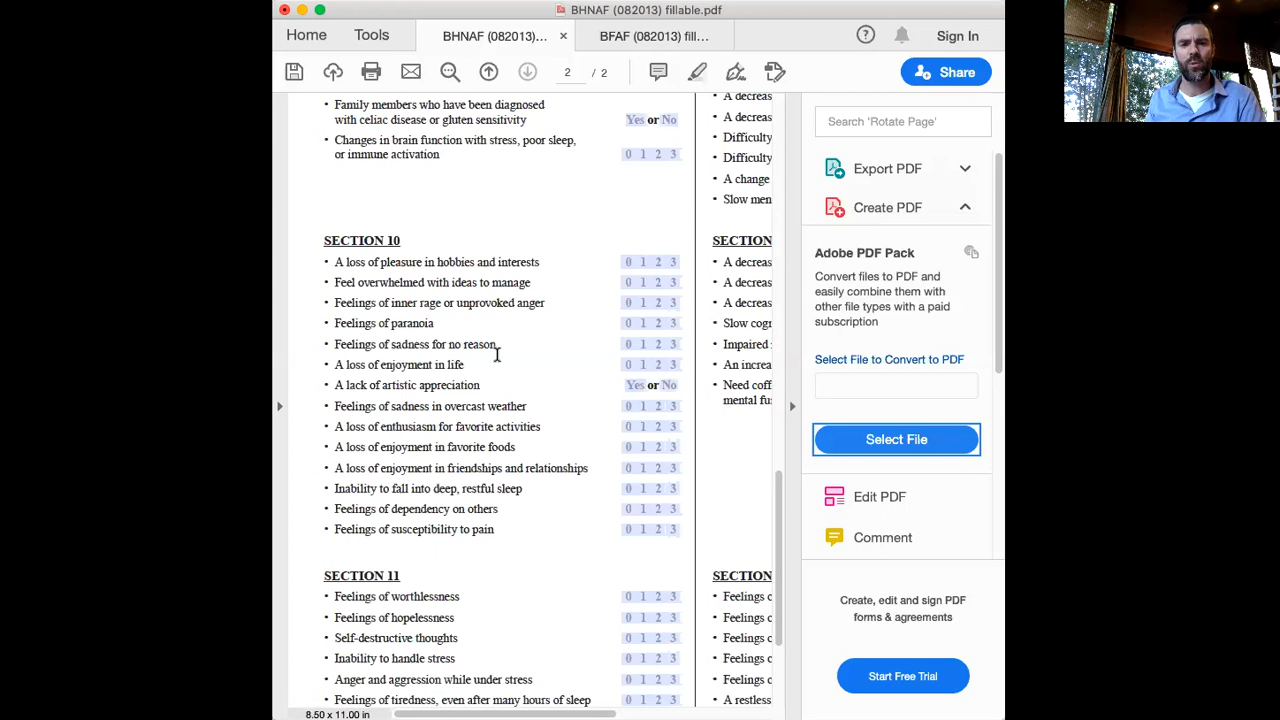 BHNAF (082013) fillable.pdf
Home
Tools
BHNAF (082013)...
×
BFAF (082013) fill...
?
Sign In
2
/ 2
Share
• Family members who have been diagnosed
with celiac disease or gluten sensitivity
Yes or No
• Changes in brain function with stress, poor sleep,
or immune activation
0 1 2 3
SECTION 10
• A loss of pleasure in hobbies and interests 0 1 2 3
• Feel overwhelmed with ideas to manage 0 1 2 3
• Feelings of inner rage or unprovoked anger 0 1 2 3
• Feelings of paranoia 0 1 2 3
• Feelings of sadness for no reason 0 1 2 3
• A loss of enjoyment in life 0 1 2 3
• A lack of artistic appreciation Yes or No
• Feelings of sadness in overcast weather 0 1 2 3
• A loss of enthusiasm for favorite activities 0 1 2 3
• A loss of enjoyment in favorite foods 0 1 2 3
• A loss of enjoyment in friendships and relationships 0 1 2 3
• Inability to fall into deep, restful sleep 0 1 2 3
• Feelings of dependency on others 0 1 2 3
• Feelings of susceptibility to pain 0 1 2 3
SECTION 11
• Feelings of worthlessness 0 1 2 3
• Feelings of hopelessness 0 1 2 3
• Self-destructive thoughts 0 1 2 3
• Inability to handle stress 0 1 2 3
• Anger and aggression while under stress 0 1 2 3
• Feelings of tiredness, even after many hours of sleep 0 1 2 3
• A decreas
• A decreas
• Difficulty
• Difficulty
• A change
• Slow men
SECTION
• A decreas
• A decreas
• A decreas
• Slow cogn
• Impaired
• An increa
• Need coff
mental fu
SECTION
• Feelings
• Feelings
• Feelings
• Feelings
• Feelings
• A restless
8.50 x 11.00 in
Search 'Rotate Page'
Export PDF
Create PDF
Adobe PDF Pack
Convert files to PDF and
easily combine them with
other file types with a paid
subscription
Select File to Convert to PDF
Select File
Edit PDF
Comment
Create, edit and sign PDF
forms & agreements
Start Free Trial